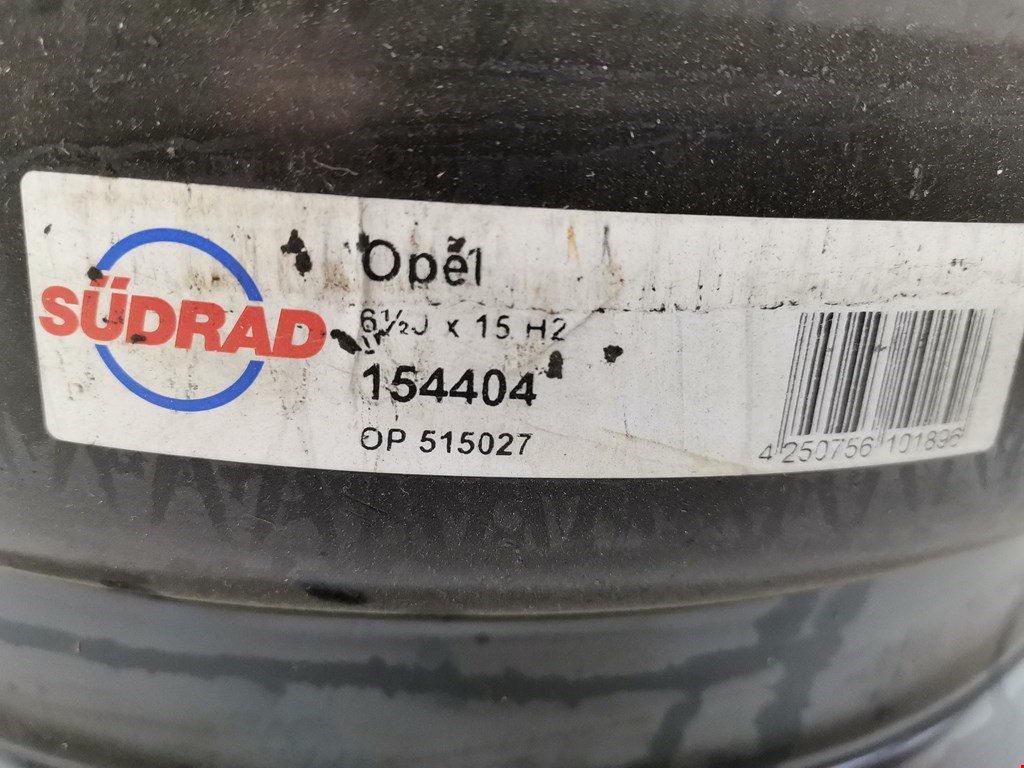 SÜDRAD
Opel
6½J x 15 H2
154404
OP 515027
4 250756 101896